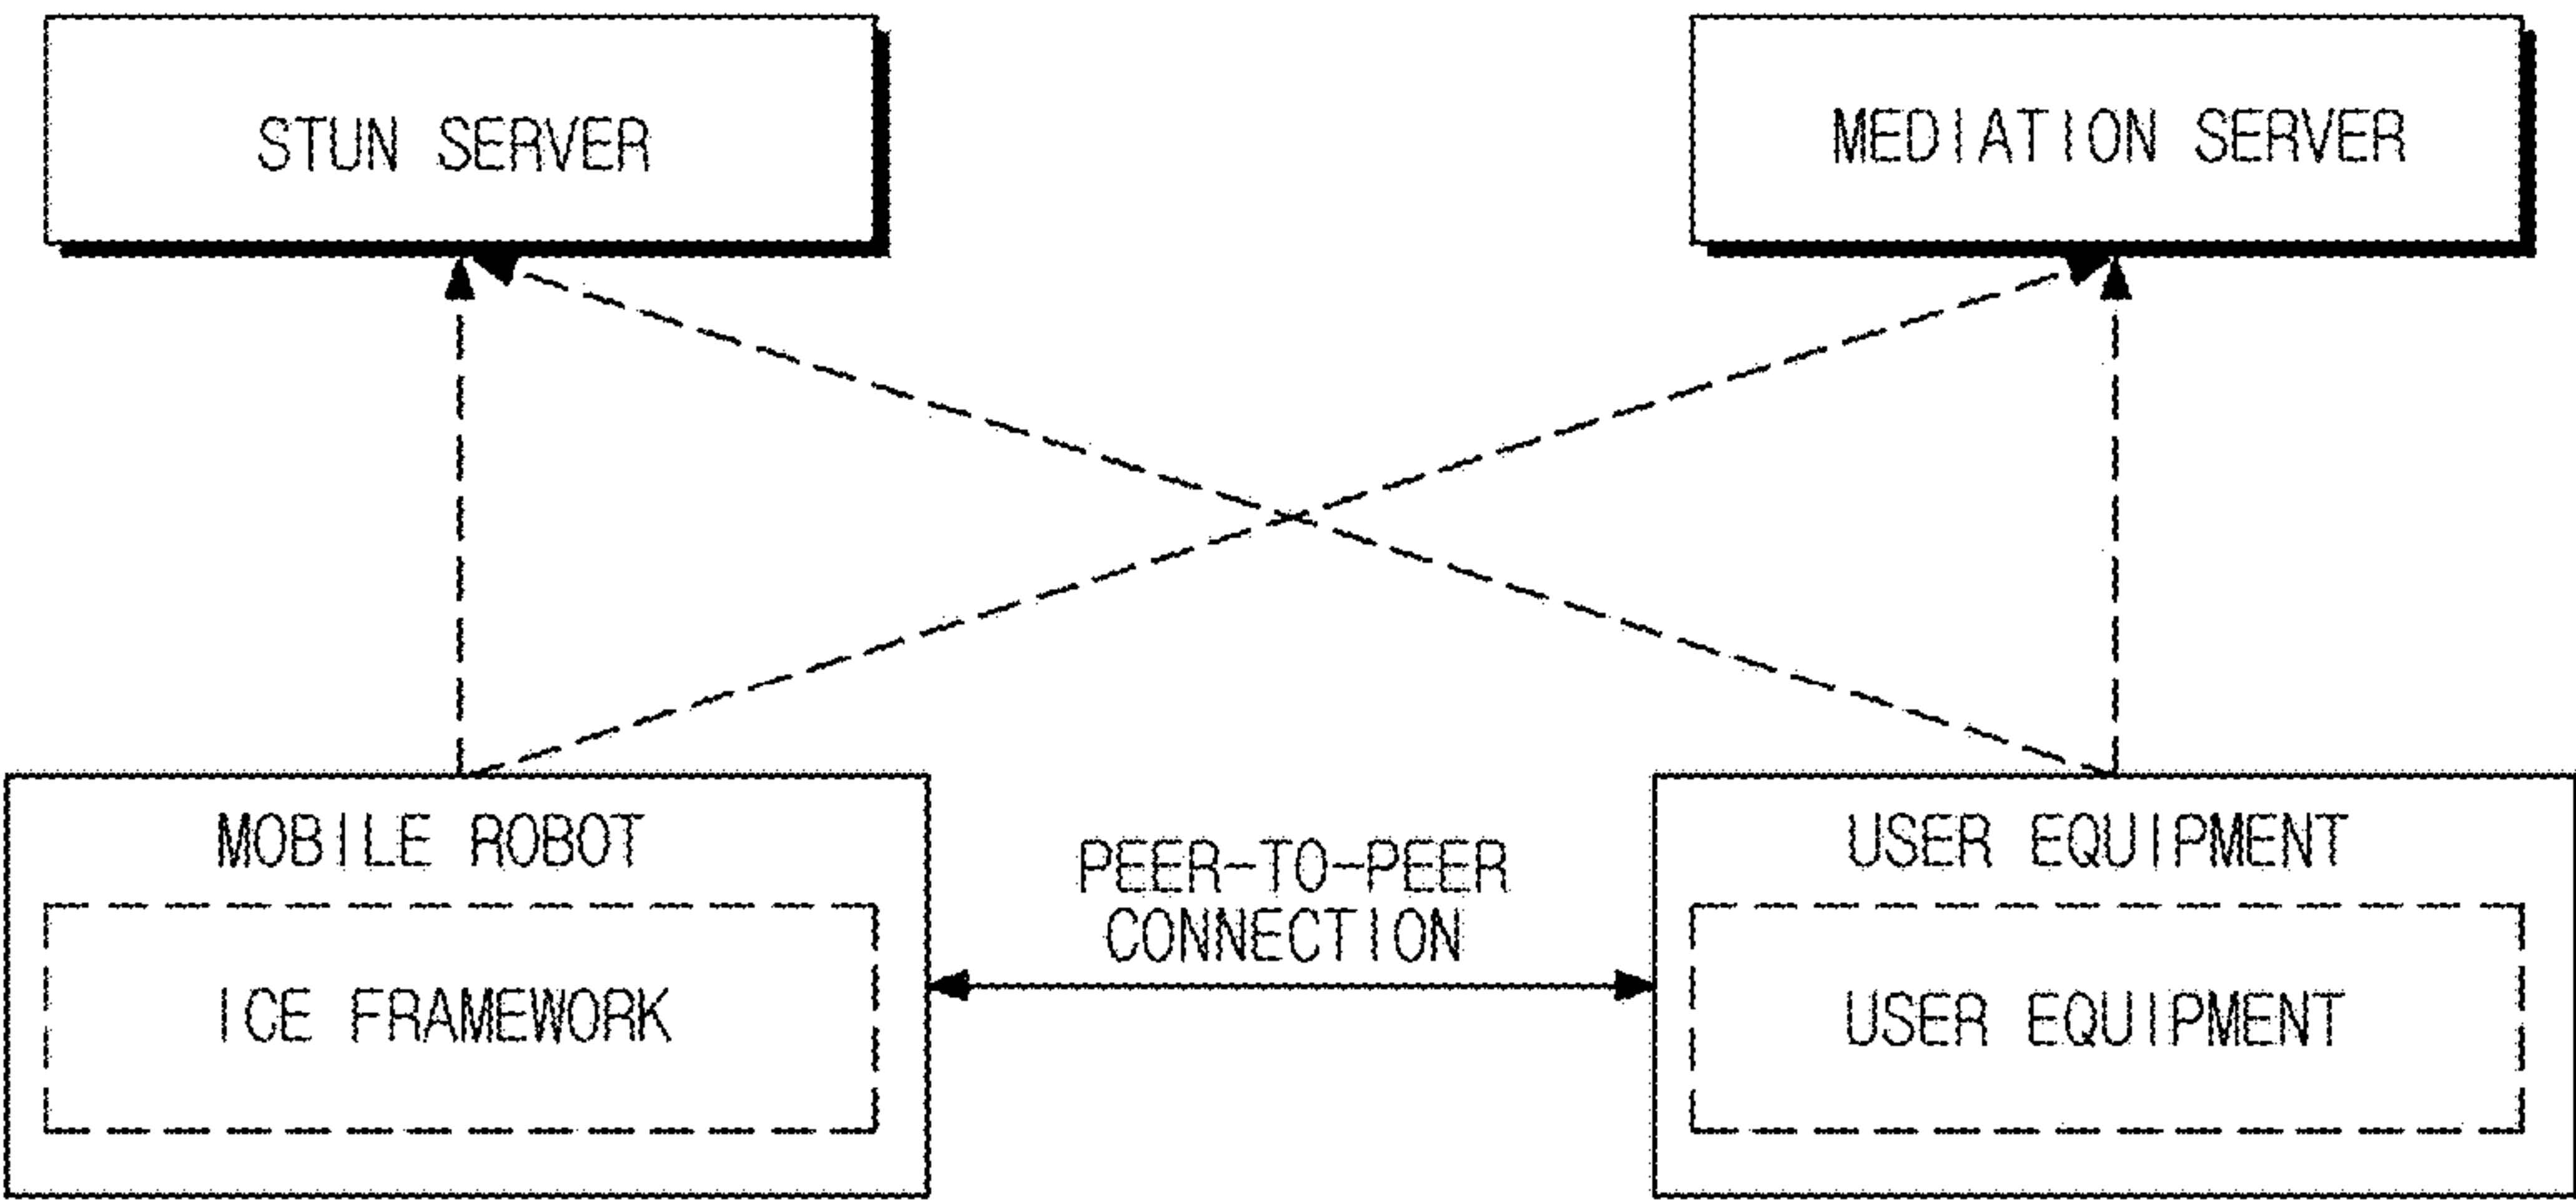 STUN SERVER
MEDIATION SERVER
MOBILE ROBOT
ICE FRAMEWORK
PEER-TO-PEER
CONNECTION
USER EQUIPMENT
USER EQUIPMENT